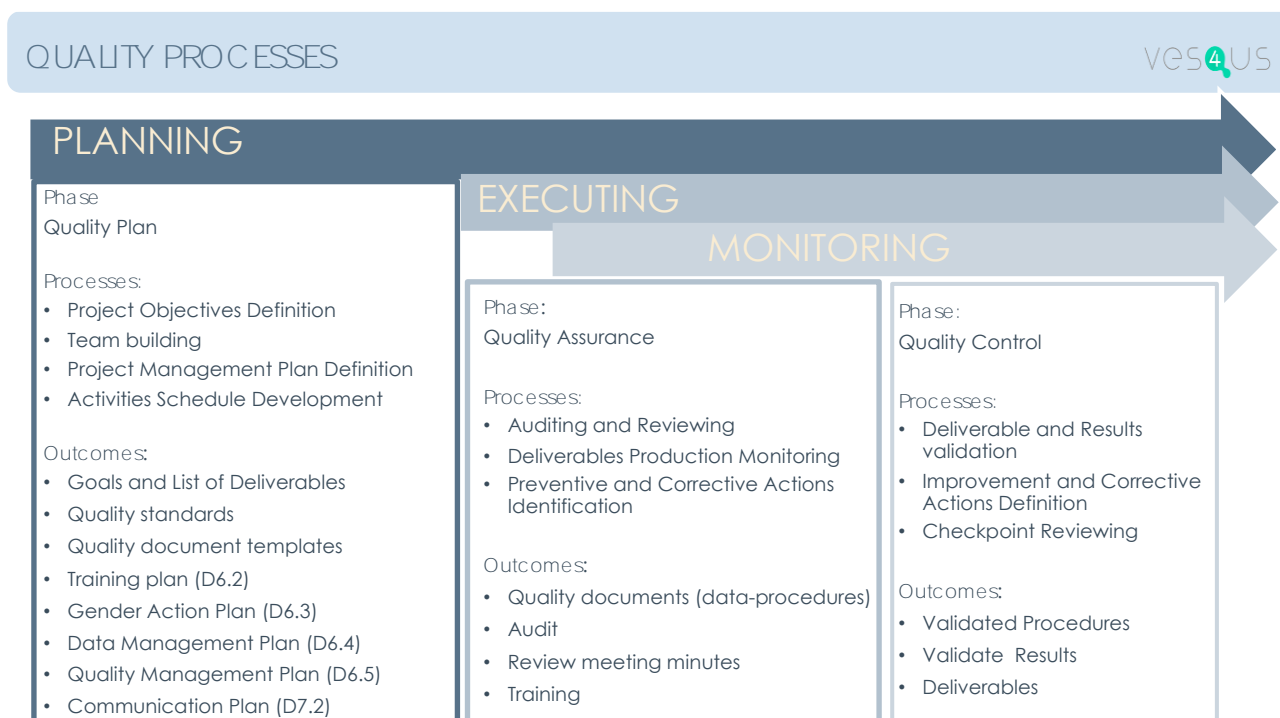 QUALITY PROCESSES
ves4us
PLANNING
EXECUTING
MONITORING
Phase
Quality Plan
Processes:
• Project Objectives Definition
• Team building
• Project Management Plan Definition
• Activities Schedule Development
Outcomes:
• Goals and List of Deliverables
• Quality standards
• Quality document templates
• Training plan (D6.2)
• Gender Action Plan (D6.3)
• Data Management Plan (D6.4)
• Quality Management Plan (D6.5)
• Communication Plan (D7.2)
Phase:
Quality Assurance
Processes:
• Auditing and Reviewing
• Deliverables Production Monitoring
• Preventive and Corrective Actions
Identification
Outcomes:
• Quality documents (data-procedures)
• Audit
• Review meeting minutes
• Training
Phase:
Quality Control
Processes:
• Deliverable and Results
validation
• Improvement and Corrective
Actions Definition
• Checkpoint Reviewing
Outcomes:
• Validated Procedures
• Validate  Results
• Deliverables